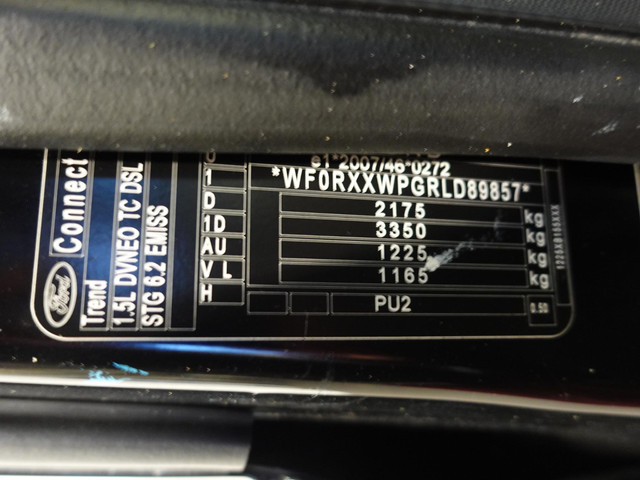 e1*2007/46*0272
1 *WF0RXXWPGRLD89857*
D 2175 kg
1D 3350 kg
AU 1225 kg
V L 1165 kg
H PU2 0.50
Connect
Trend
1.5L DVNEO TC DSL
STG 6.2 EMISS
Ford